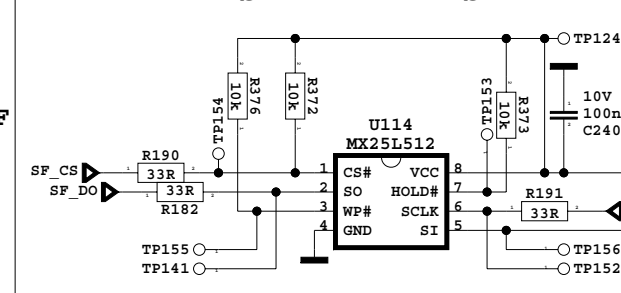 TP124
TP154
10k
R376
10k
R372
TP153
10k
R373
10V
100n
C240
U114
MX25L512
R190
SF_CS
33R
1 CS# VCC 8
SF_DO
33R
2 SO HOLD# 7
R182
R191
3 WP# SCLK 6
33R
4 GND SI 5
TP155
TP156
TP141
TP152